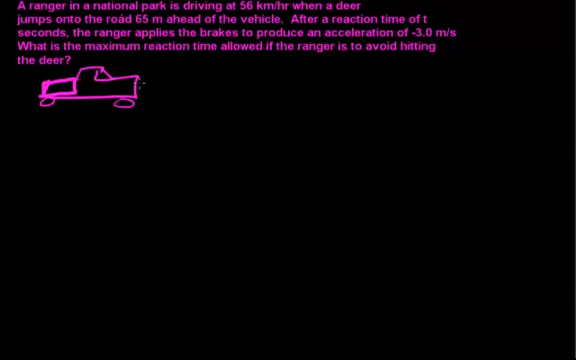 A ranger in a national park is driving at 56 km/hr when a deer
jumps onto the road 65 m ahead of the vehicle.  After a reaction time of t
seconds, the ranger applies the brakes to produce an acceleration of -3.0 m/s
What is the maximum reaction time allowed if the ranger is to avoid hitting
the deer?